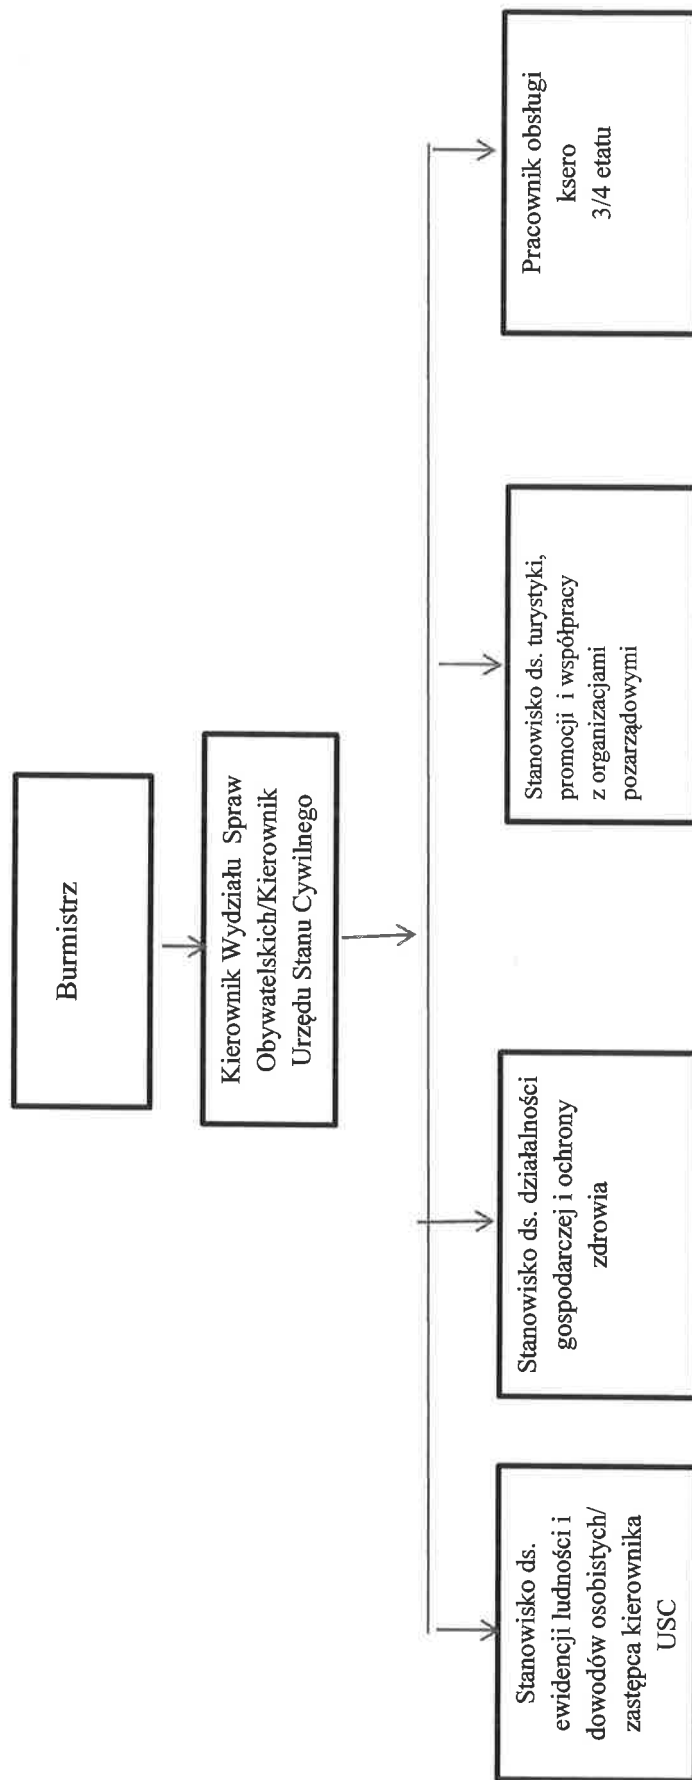 Burmistrz
Kierownik Wydziału Spraw
Obywatelskich/Kierownik
Urzędu Stanu Cywilnego
Stanowisko ds.
ewidencji ludności i
dowodów osobistych/
zastępca kierownika
USC
Stanowisko ds. działalności
gospodarczej i ochrony
zdrowia
Stanowisko ds. turystyki,
promocji i współpracy
z organizacjami
pozarządowymi
Pracownik obsługi
ksero
3/4 etatu